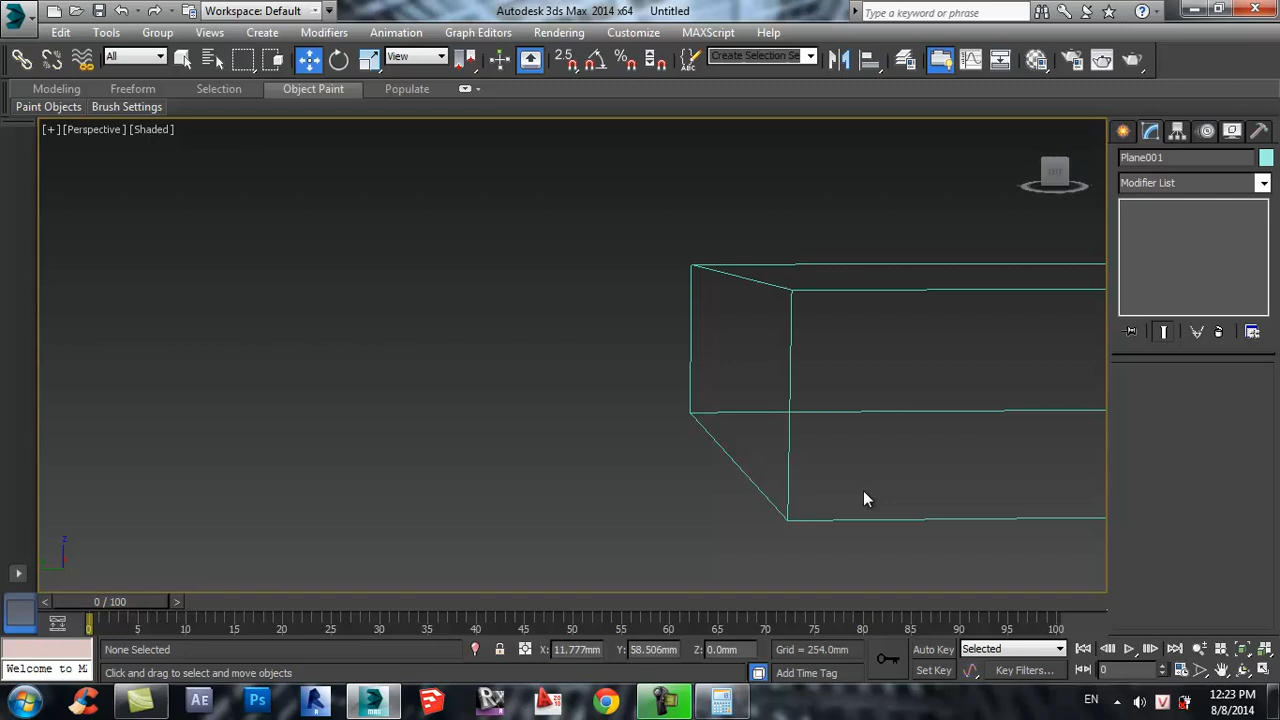 Workspace: Default
Autodesk 3ds Max 2014 x64 Untitled
Type a keyword or phrase
Edit Tools Group Views Create Modifiers Animation Graph Editors Rendering Customize MAXScript Help
All
View
2.5
Create Selection Se
Modeling Freeform Selection Object Paint Populate
Paint Objects Brush Settings
[+] [Perspective ] [Shaded ]
Plane001
Modifier List
z
0 / 100
0 5 10 15 20 25 30 35 40 45 50 55 60 65 70 75 80 85 90 95 100
None Selected
X: 11.777mm Y: 58.506mm Z: 0.0mm
Grid = 254.0mm
Auto Key
Selected
Welcome to M
Click and drag to select and move objects
Add Time Tag
Set Key
Key Filters...
0
AE Ps
EN
12:23 PM
8/8/2014